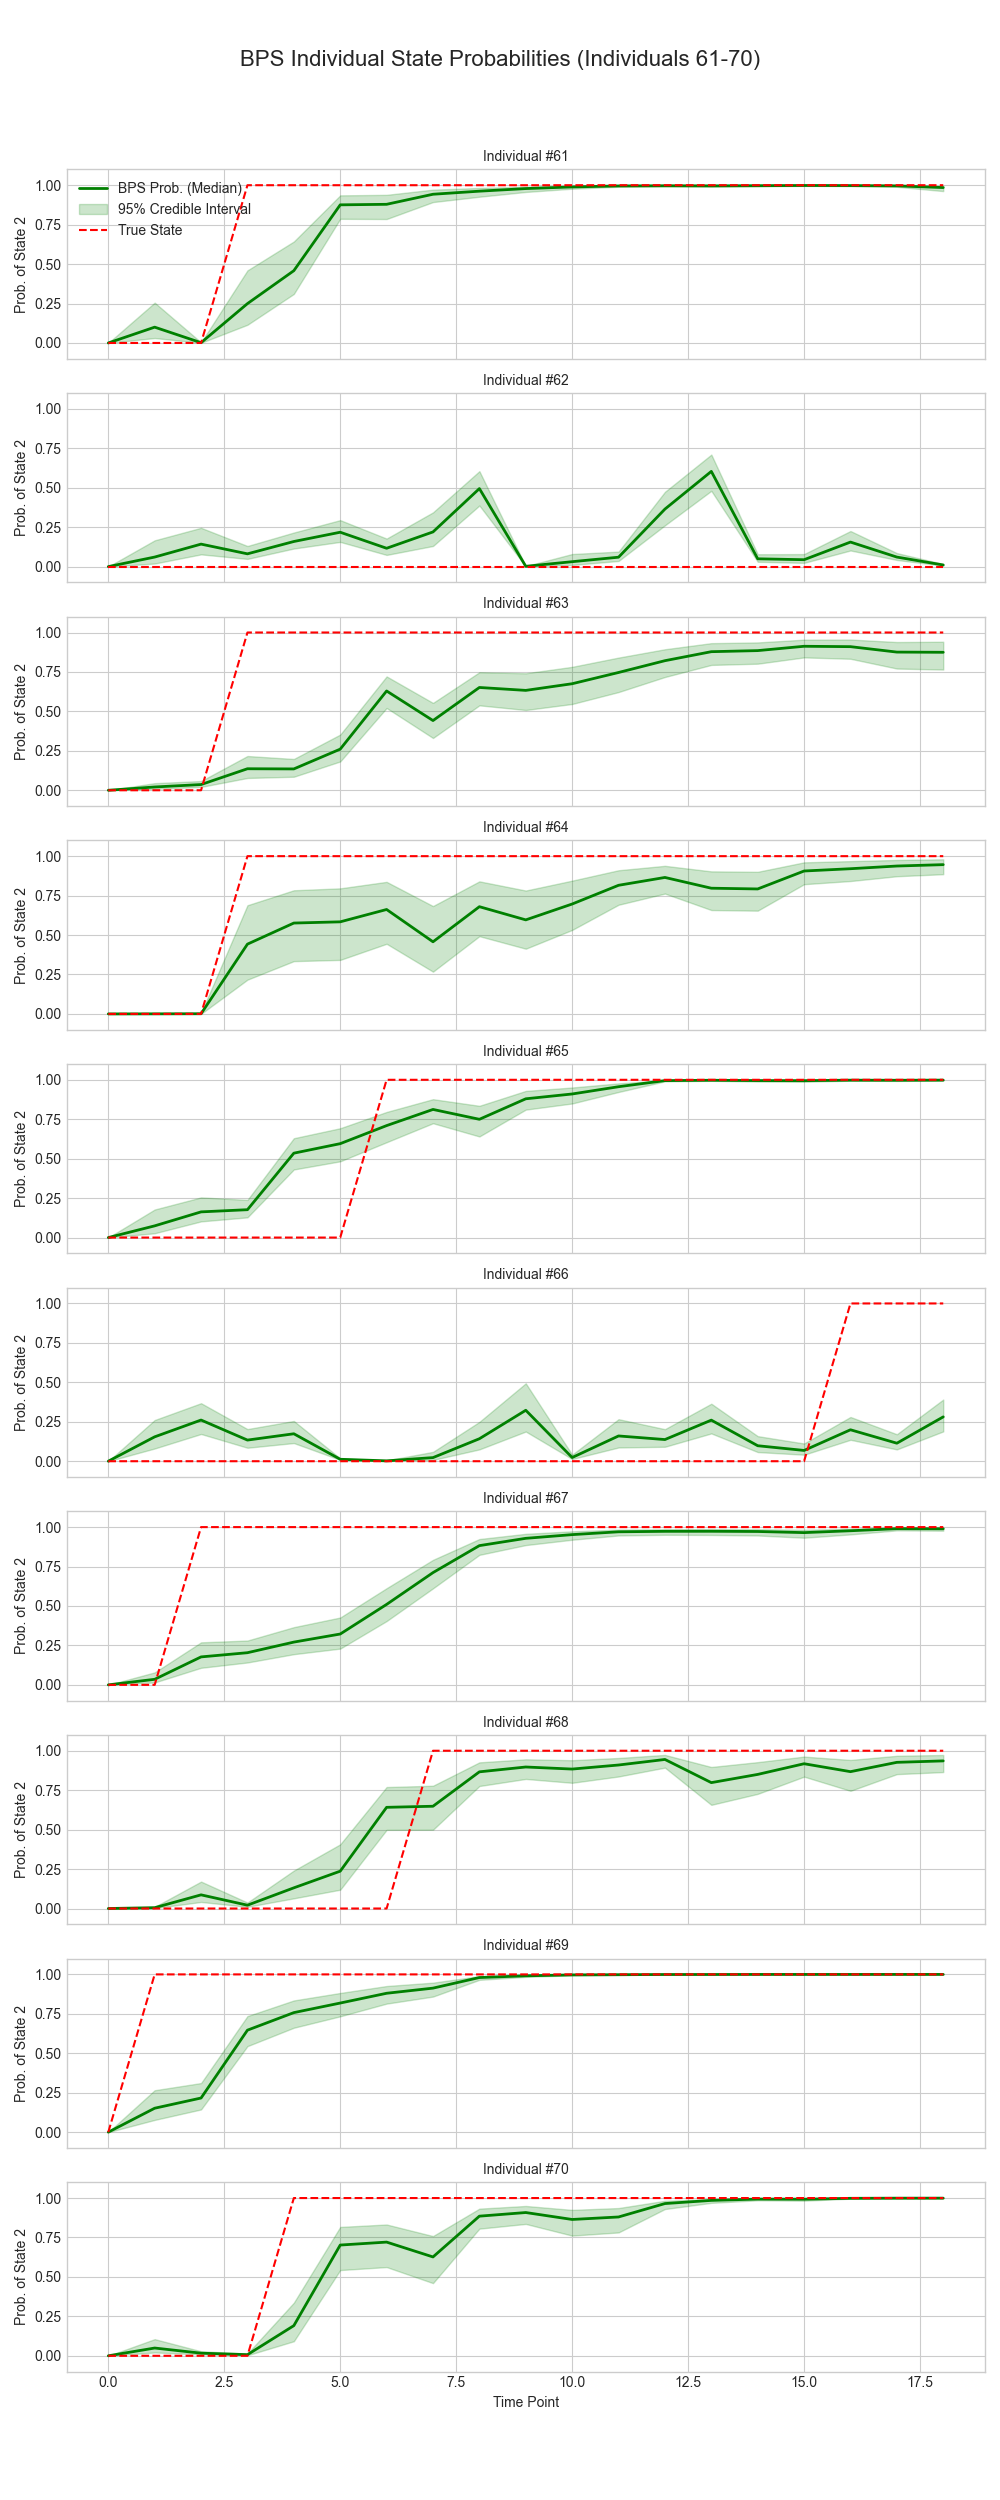 BPS Individual State Probabilities (Individuals 61-70)
Individual #61
Prob. of State 2
1.00
0.75
0.50
0.25
0.00
BPS Prob. (Median)
95% Credible Interval
True State
Individual #62
Prob. of State 2
1.00
0.75
0.50
0.25
0.00
Individual #63
Prob. of State 2
1.00
0.75
0.50
0.25
0.00
Individual #64
Prob. of State 2
1.00
0.75
0.50
0.25
0.00
Individual #65
Prob. of State 2
1.00
0.75
0.50
0.25
0.00
Individual #66
Prob. of State 2
1.00
0.75
0.50
0.25
0.00
Individual #67
Prob. of State 2
1.00
0.75
0.50
0.25
0.00
Individual #68
Prob. of State 2
1.00
0.75
0.50
0.25
0.00
Individual #69
Prob. of State 2
1.00
0.75
0.50
0.25
0.00
Individual #70
Prob. of State 2
1.00
0.75
0.50
0.25
0.00
0.0 2.5 5.0 7.5 10.0 12.5 15.0 17.5
Time Point